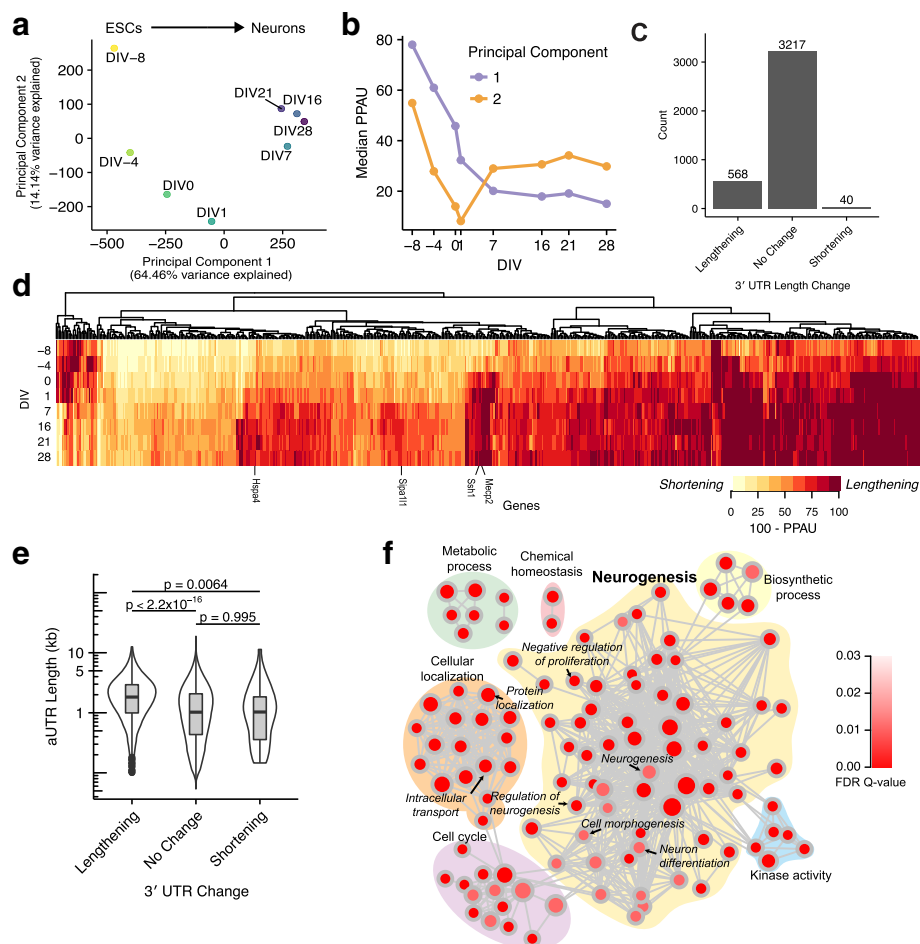 a
ESCs
Neurons
Principal Component 2
(14.14% variance explained)
200
100
0
−100
−200
DIV-8
DIV-4
DIV0
DIV1
DIV21
DIV16
DIV28
DIV7
−500
−250
0
250
Principal Component 1
(64.46% variance explained)
b
Median PPAU
80
60
40
20
Principal Component
1
2
−8
−4
0
1
7
16
21
28
DIV
c
Count
3000
2000
1000
0
568
3217
40
Lengthening
No Change
Shortening
3′ UTR Length Change
d
DIV
−8
−4
0
1
7
16
21
28
Hspa4
Sipa1l1
Ssh1
Mecp2
Genes
Shortening
Lengthening
0
25
50
75
100
100 - PPAU
e
aUTR Length (kb)
10
5
1
p = 0.0064
p < 2.2x10−16
p = 0.995
Lengthening
No Change
Shortening
3′ UTR Change
f
Metabolic
process
Chemical
homeostasis
Neurogenesis
Biosynthetic
process
Negative regulation
of proliferation
Cellular
localization
Protein
localization
Neurogenesis
Intracellular
transport
Regulation of
neurogenesis
Cell morphogenesis
Cell cycle
Neuron
differentiation
Kinase activity
0.03
0.02
0.01
0.00
FDR Q-value